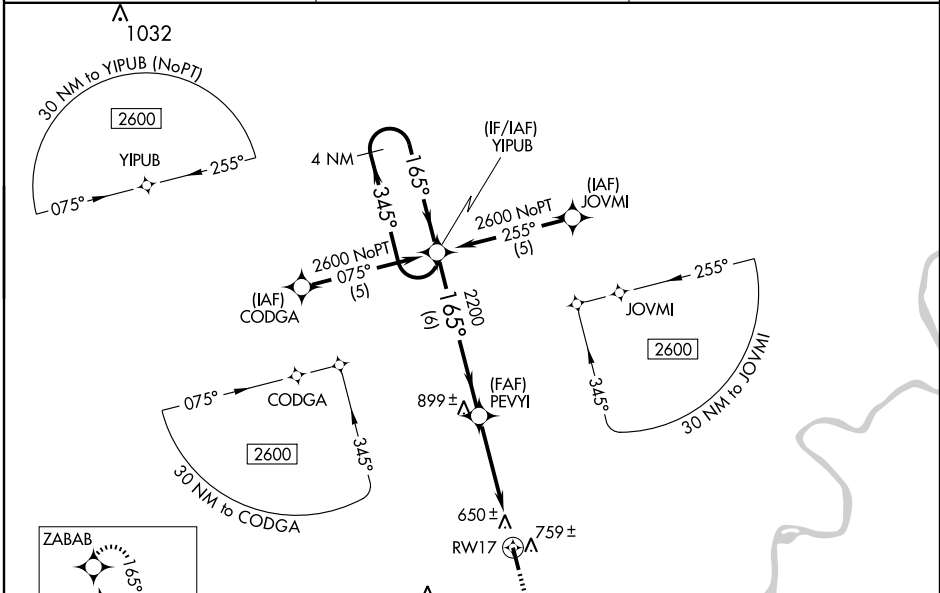 1032
30 NM to YIPUB (NoPT)
2600
YIPUB
075°
255°
4 NM
165°
345°
(IF/IAF)
YIPUB
(IAF)
JOVMI
2600 NoPT
255°
(5)
2600 NoPT
075°
(5)
(IAF)
CODGA
2200
165°
(6)
255°
JOVMI
2600
345°
30 NM to JOVMI
075°
CODGA
345°
2600
30 NM to CODGA
(FAF)
PEVYI
899 ±
650 ±
759 ±
RW17
ZABAB
165°